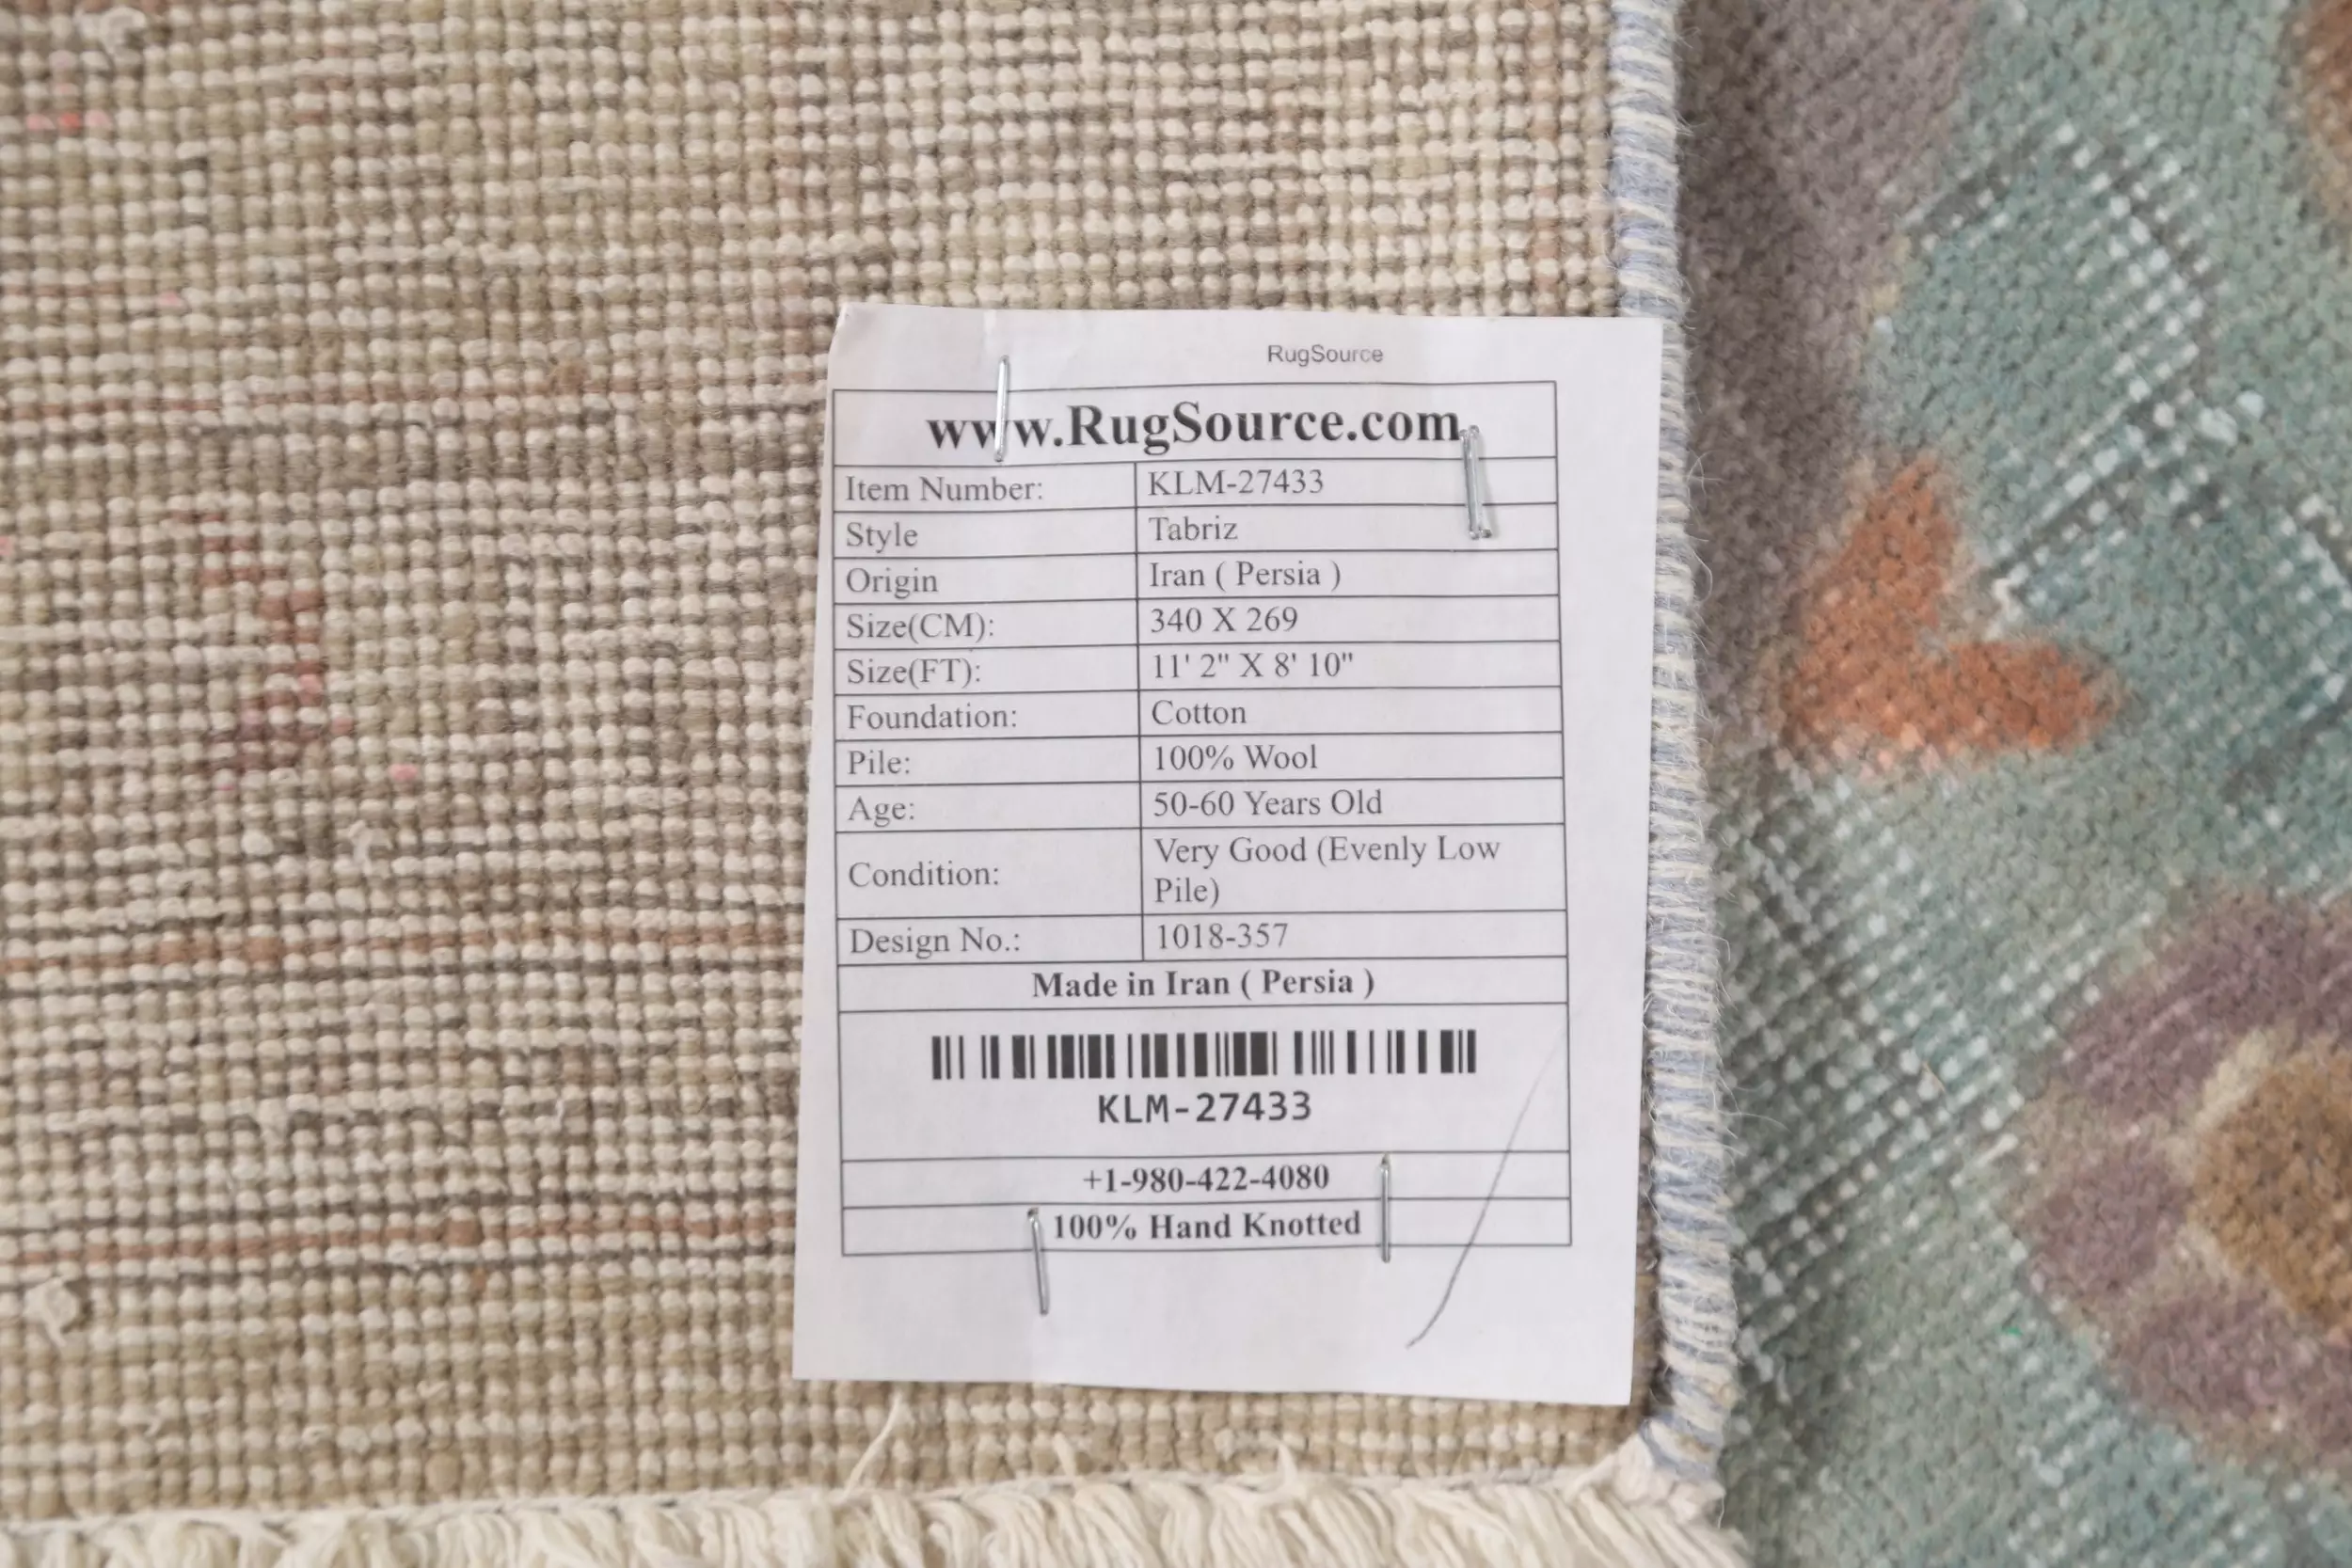 RugSource
www.RugSource.com
Item Number: KLM-27433
Style Tabriz
Origin Iran ( Persia )
Size(CM): 340 X 269
Size(FT): 11' 2" X 8' 10"
Foundation: Cotton
Pile: 100% Wool
Age: 50-60 Years Old
Condition: Very Good (Evenly Low
Pile)
Design No.: 1018-357
Made in Iran ( Persia )
KLM-27433
+1-980-422-4080
100% Hand Knotted